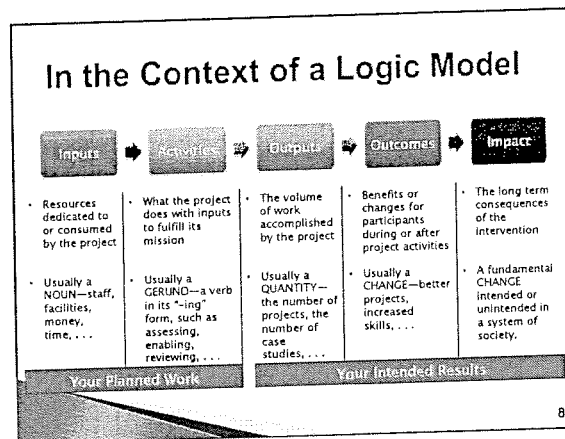 In the Context of a Logic Model
Inputs
Activities
Outputs
Outcomes
Impact
• Resources
dedicated to
or consumed
by the project
• Usually a
NOUN—staff,
facilities,
money,
time, . . .
• What the project
does with inputs
to fulfill its
mission
• Usually a
GERUND—a verb
in its "-ing"
form, such as
assessing,
enabling,
reviewing, . . .
• The volume
of work
accomplished
by the project
• Usually a
QUANTITY—
the number of
projects, the
number of
case
studies, . . .
• Benefits or
changes for
participants
during or after
project activities
• Usually a
CHANGE—better
projects,
increased
skills, . . .
• The long term
consequences
of the
intervention
• A fundamental
CHANGE
intended or
unintended in
a system of
society.
Your Planned Work
Your Intended Results
8